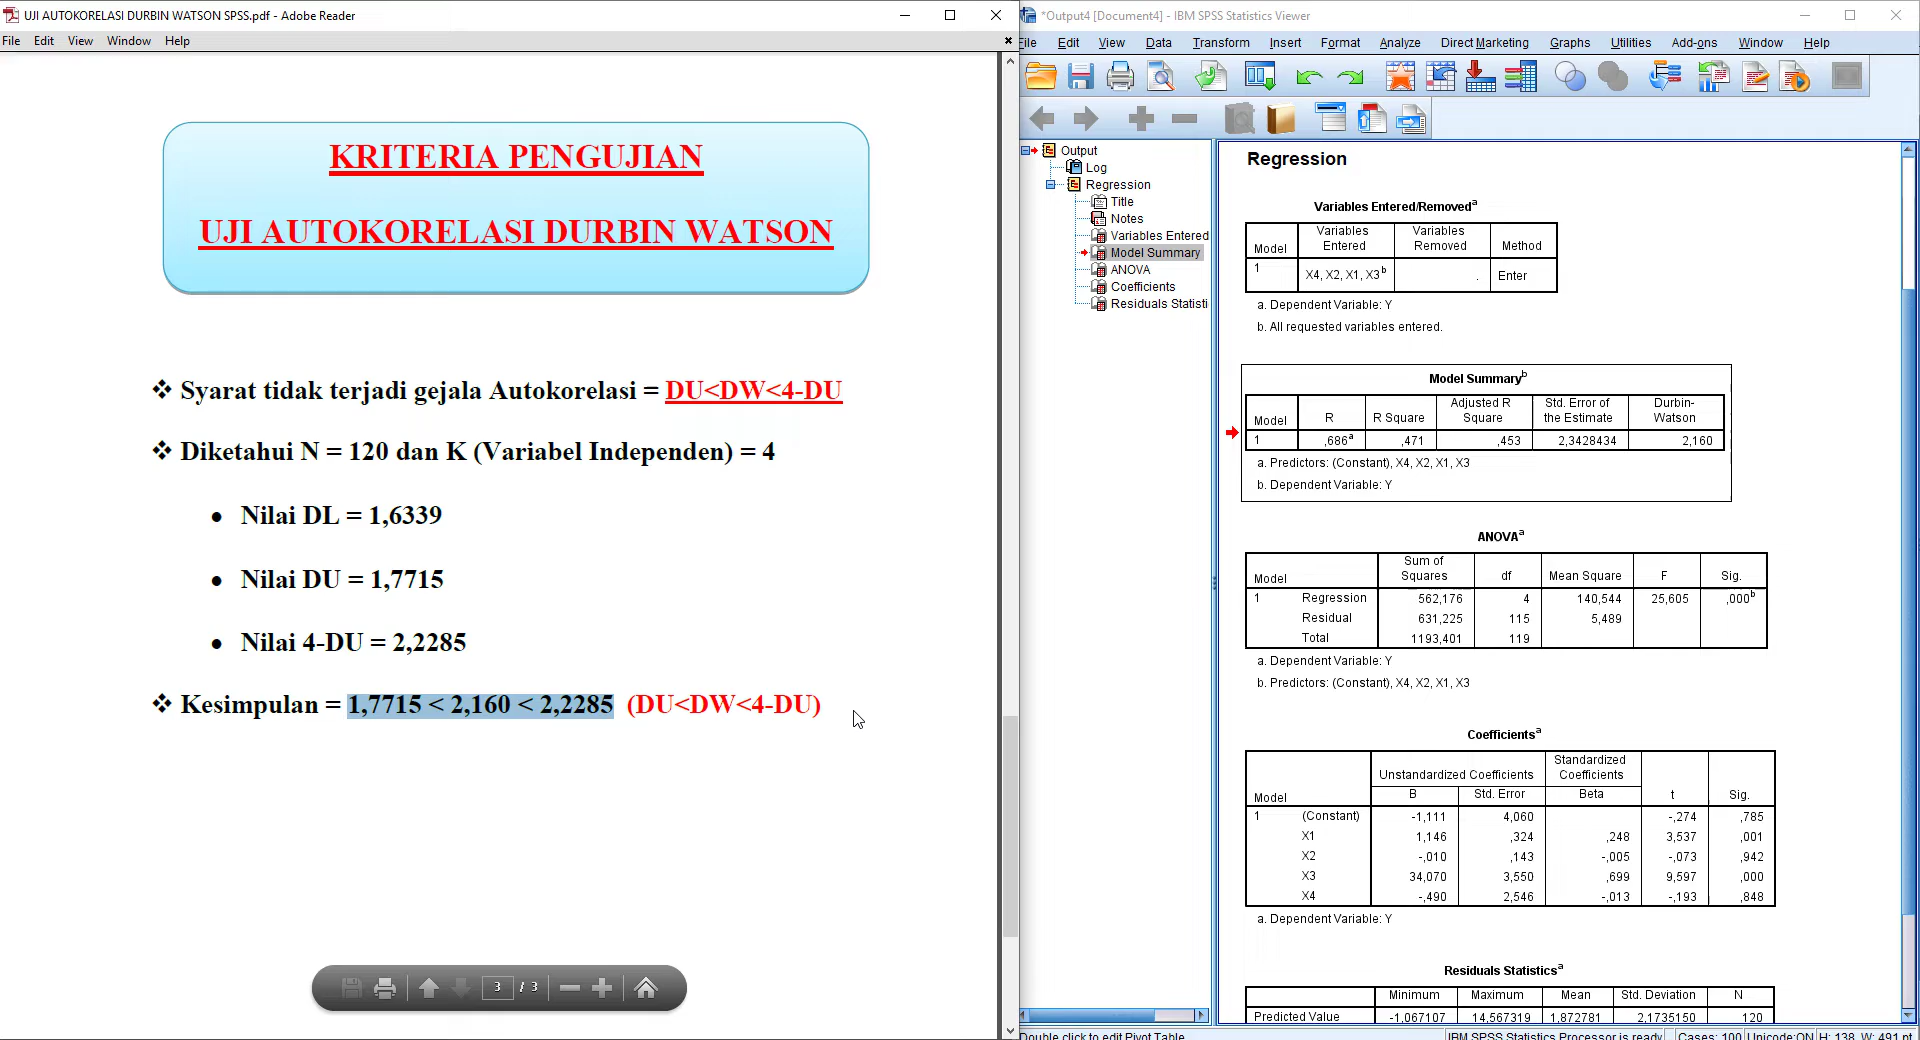 UJI AUTOKORELASI DURBIN WATSON SPSS.pdf - Adobe Reader
File Edit View Window Help
KRITERIA PENGUJIAN
UJI AUTOKORELASI DURBIN WATSON
❖ Syarat tidak terjadi gejala Autokorelasi = DU<DW<4-DU
❖ Diketahui N = 120 dan K (Variabel Independen) = 4
• Nilai DL = 1,6339
• Nilai DU = 1,7715
• Nilai 4-DU = 2,2285
❖ Kesimpulan = 1,7715 < 2,160 < 2,2285 (DU<DW<4-DU)
3 / 3
*Output4 [Document4] - IBM SPSS Statistics Viewer
File Edit View Data Transform Insert Format Analyze Direct Marketing Graphs Utilities Add-ons Window Help
Output
Log
Regression
Title
Notes
Variables Entered
Model Summary
ANOVA
Coefficients
Residuals Statisti
Regression
Variables Entered/Removedᵃ
Model Variables Entered Variables Removed Method
1 X4, X2, X1, X3ᵇ . Enter
a. Dependent Variable: Y
b. All requested variables entered.
Model Summaryᵇ
Model R R Square Adjusted R Square Std. Error of the Estimate Durbin-Watson
1 ,686ᵃ ,471 ,453 2,3428434 2,160
a. Predictors: (Constant), X4, X2, X1, X3
b. Dependent Variable: Y
ANOVAᵃ
Model Sum of Squares df Mean Square F Sig.
1 Regression 562,176 4 140,544 25,605 ,000ᵇ
Residual 631,225 115 5,489
Total 1193,401 119
a. Dependent Variable: Y
b. Predictors: (Constant), X4, X2, X1, X3
Coefficientsᵃ
Unstandardized Coefficients Standardized Coefficients
Model B Std. Error Beta t Sig.
1 (Constant) -1,111 4,060 -,274 ,785
X1 1,146 ,324 ,248 3,537 ,001
X2 -,010 ,143 -,005 -,073 ,942
X3 34,070 3,550 ,699 9,597 ,000
X4 -,490 2,546 -,013 -,193 ,848
a. Dependent Variable: Y
Residuals Statisticsᵃ
Minimum Maximum Mean Std. Deviation N
Predicted Value -1,067107 14,567319 1,872781 2,1735150 120
Double click to edit Pivot Table
IBM SPSS Statistics Processor is ready Cases: 100 Unicode:ON H: 138, W: 491 pt